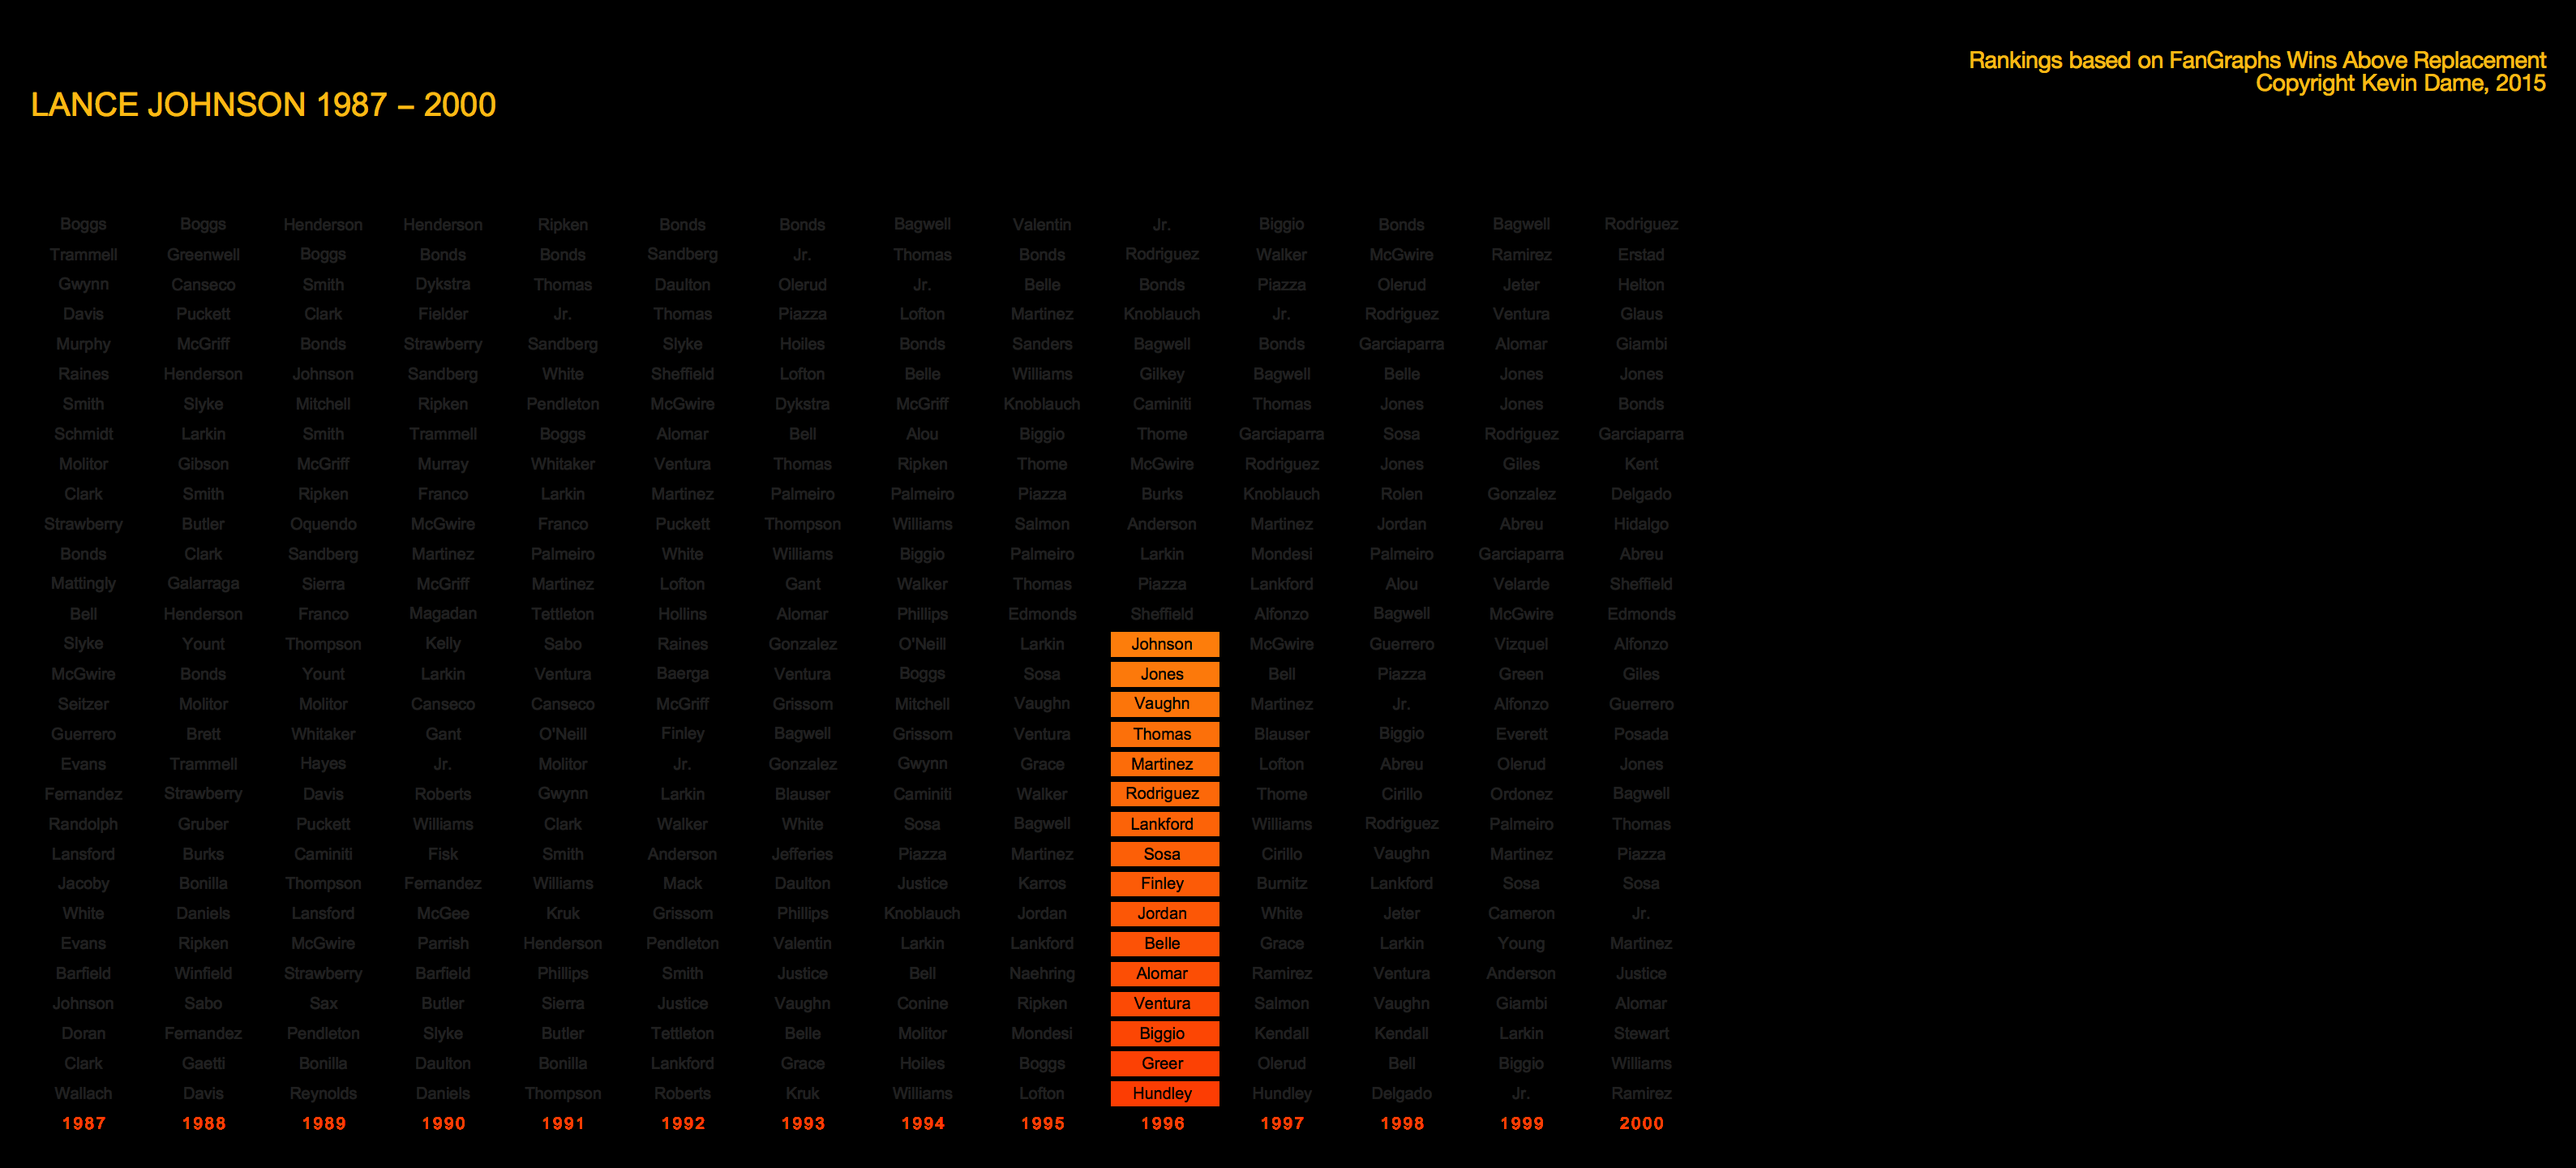 Rankings based on FanGraphs Wins Above Replacement
Copyright Kevin Dame, 2015
LANCE JOHNSON 1987 – 2000
Boggs Boggs Henderson Henderson Ripken Bonds Bonds Bagwell Valentin Jr. Biggio Bonds Bagwell Rodriguez
Trammell Greenwell Boggs Bonds Bonds Sandberg Jr. Thomas Bonds Rodriguez Walker McGwire Ramirez Erstad
Gwynn Canseco Smith Dykstra Thomas Daulton Olerud Jr. Belle Bonds Piazza Olerud Jeter Helton
Davis Puckett Clark Fielder Jr. Thomas Piazza Lofton Martinez Knoblauch Jr. Rodriguez Ventura Glaus
Murphy McGriff Bonds Strawberry Sandberg Slyke Hoiles Bonds Sanders Bagwell Bonds Garciaparra Alomar Giambi
Raines Henderson Johnson Sandberg White Sheffield Lofton Belle Williams Gilkey Bagwell Belle Jones Jones
Smith Slyke Mitchell Ripken Pendleton McGwire Dykstra McGriff Knoblauch Caminiti Thomas Jones Jones Bonds
Schmidt Larkin Smith Trammell Boggs Alomar Bell Alou Biggio Thome Garciaparra Sosa Rodriguez Garciaparra
Molitor Gibson McGriff Murray Whitaker Ventura Thomas Ripken Thome McGwire Rodriguez Jones Giles Kent
Clark Smith Ripken Franco Larkin Martinez Palmeiro Palmeiro Piazza Burks Knoblauch Rolen Gonzalez Delgado
Strawberry Butler Oquendo McGwire Franco Puckett Thompson Williams Salmon Anderson Martinez Jordan Abreu Hidalgo
Bonds Clark Sandberg Martinez Palmeiro White Williams Biggio Palmeiro Larkin Mondesi Palmeiro Garciaparra Abreu
Mattingly Galarraga Sierra McGriff Martinez Lofton Gant Walker Thomas Piazza Lankford Alou Velarde Sheffield
Bell Henderson Franco Magadan Tettleton Hollins Alomar Phillips Edmonds Sheffield Alfonzo Bagwell McGwire Edmonds
Slyke Yount Thompson Kelly Sabo Raines Gonzalez O'Neill Larkin Johnson McGwire Guerrero Vizquel Alfonzo
McGwire Bonds Yount Larkin Ventura Baerga Ventura Boggs Sosa Jones Bell Piazza Green Giles
Seitzer Molitor Molitor Canseco Canseco McGriff Grissom Mitchell Vaughn Vaughn Martinez Jr. Alfonzo Guerrero
Guerrero Brett Whitaker Gant O'Neill Finley Bagwell Grissom Ventura Thomas Blauser Biggio Everett Posada
Evans Trammell Hayes Jr. Molitor Jr. Gonzalez Gwynn Grace Martinez Lofton Abreu Olerud Jones
Fernandez Strawberry Davis Roberts Gwynn Larkin Blauser Caminiti Walker Rodriguez Thome Cirillo Ordonez Bagwell
Randolph Gruber Puckett Williams Clark Walker White Sosa Bagwell Lankford Williams Rodriguez Palmeiro Thomas
Lansford Burks Caminiti Fisk Smith Anderson Jefferies Piazza Martinez Sosa Cirillo Vaughn Martinez Piazza
Jacoby Bonilla Thompson Fernandez Williams Mack Daulton Justice Karros Finley Burnitz Lankford Sosa Sosa
White Daniels Lansford McGee Kruk Grissom Phillips Knoblauch Jordan Jordan White Jeter Cameron Jr.
Evans Ripken McGwire Parrish Henderson Pendleton Valentin Larkin Lankford Belle Grace Larkin Young Martinez
Barfield Winfield Strawberry Barfield Phillips Smith Justice Bell Naehring Alomar Ramirez Ventura Anderson Justice
Johnson Sabo Sax Butler Sierra Justice Vaughn Conine Ripken Ventura Salmon Vaughn Giambi Alomar
Doran Fernandez Pendleton Slyke Butler Tettleton Belle Molitor Mondesi Biggio Kendall Kendall Larkin Stewart
Clark Gaetti Bonilla Daulton Bonilla Lankford Grace Hoiles Boggs Greer Olerud Bell Biggio Williams
Wallach Davis Reynolds Daniels Thompson Roberts Kruk Williams Lofton Hundley Hundley Delgado Jr. Ramirez
1987 1988 1989 1990 1991 1992 1993 1994 1995 1996 1997 1998 1999 2000